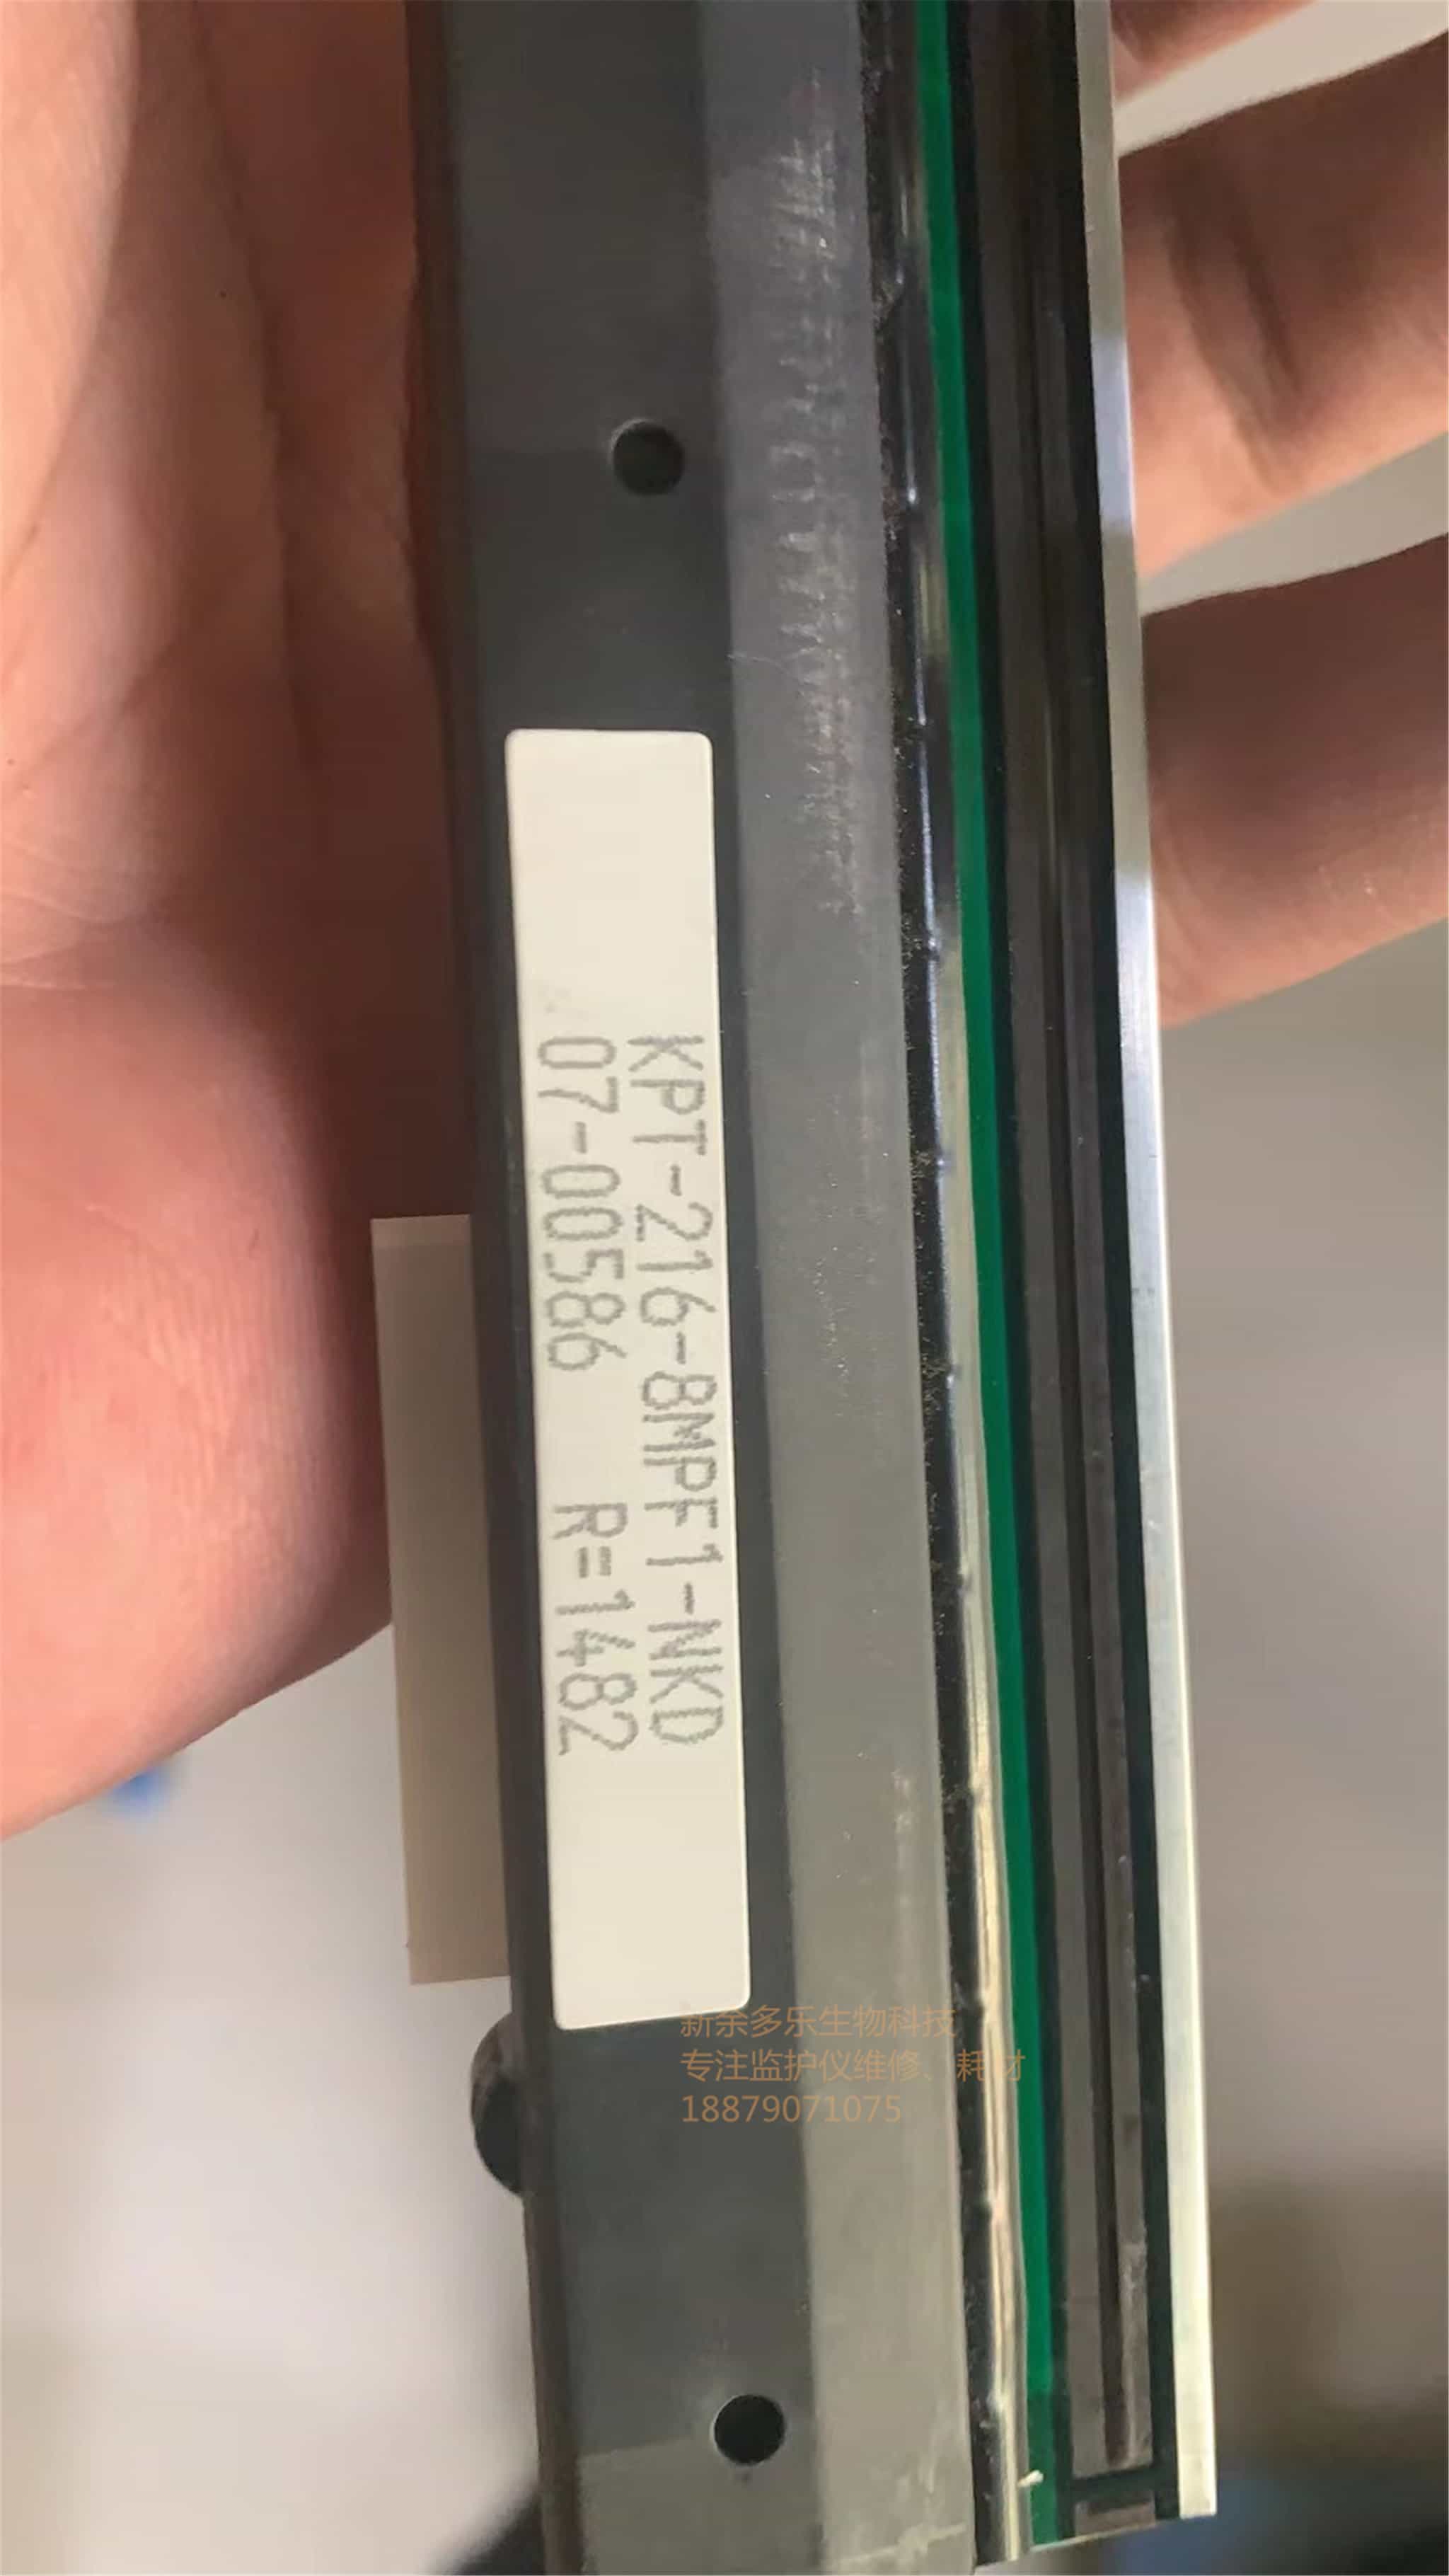 KPT-216-8MPF1-NKD
07-00586 R=1482
新余多乐生物科技
专注监护仪维修、耗材
18879071075